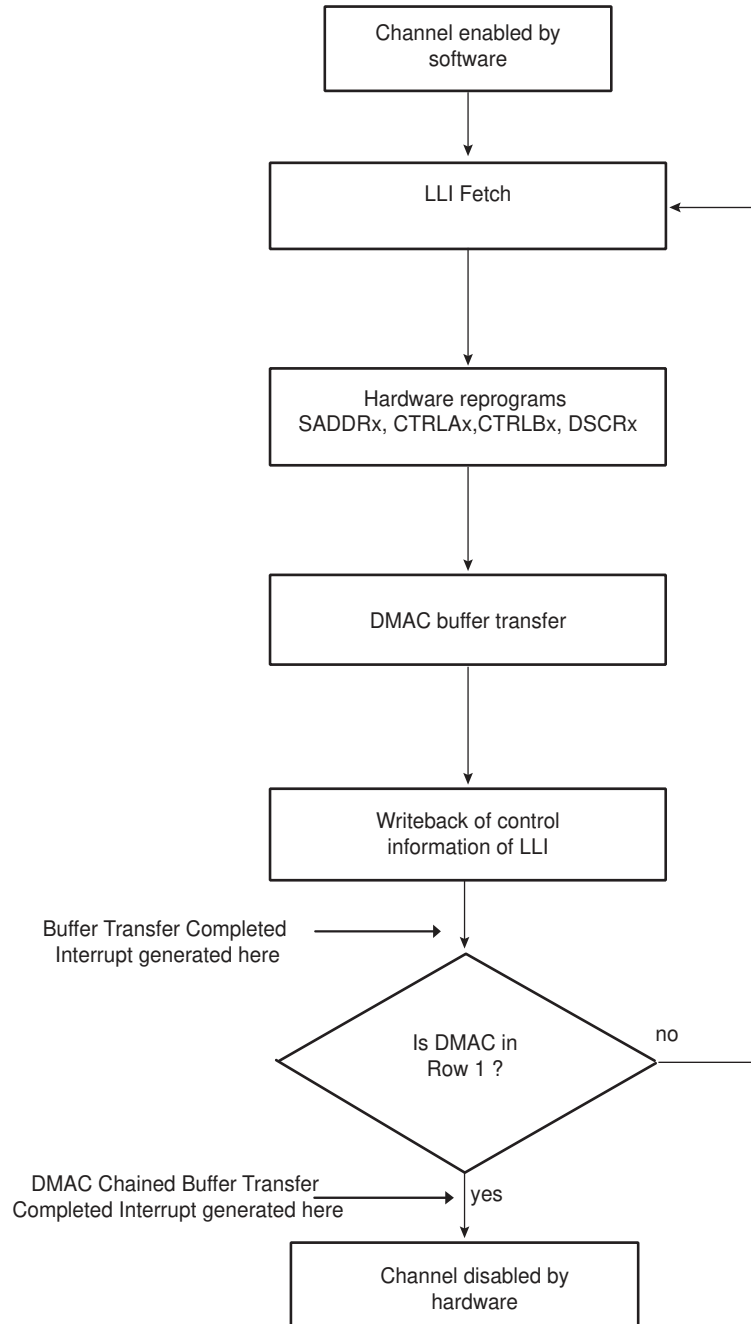 Channel enabled by
software
LLI Fetch
Hardware reprograms
SADDRx, CTRLAx,CTRLBx, DSCRx
DMAC buffer transfer
Writeback of control
information of LLI
Buffer Transfer Completed
Interrupt generated here
Is DMAC in
Row 1 ?
no
DMAC Chained Buffer Transfer
Completed Interrupt generated here
yes
Channel disabled by
hardware